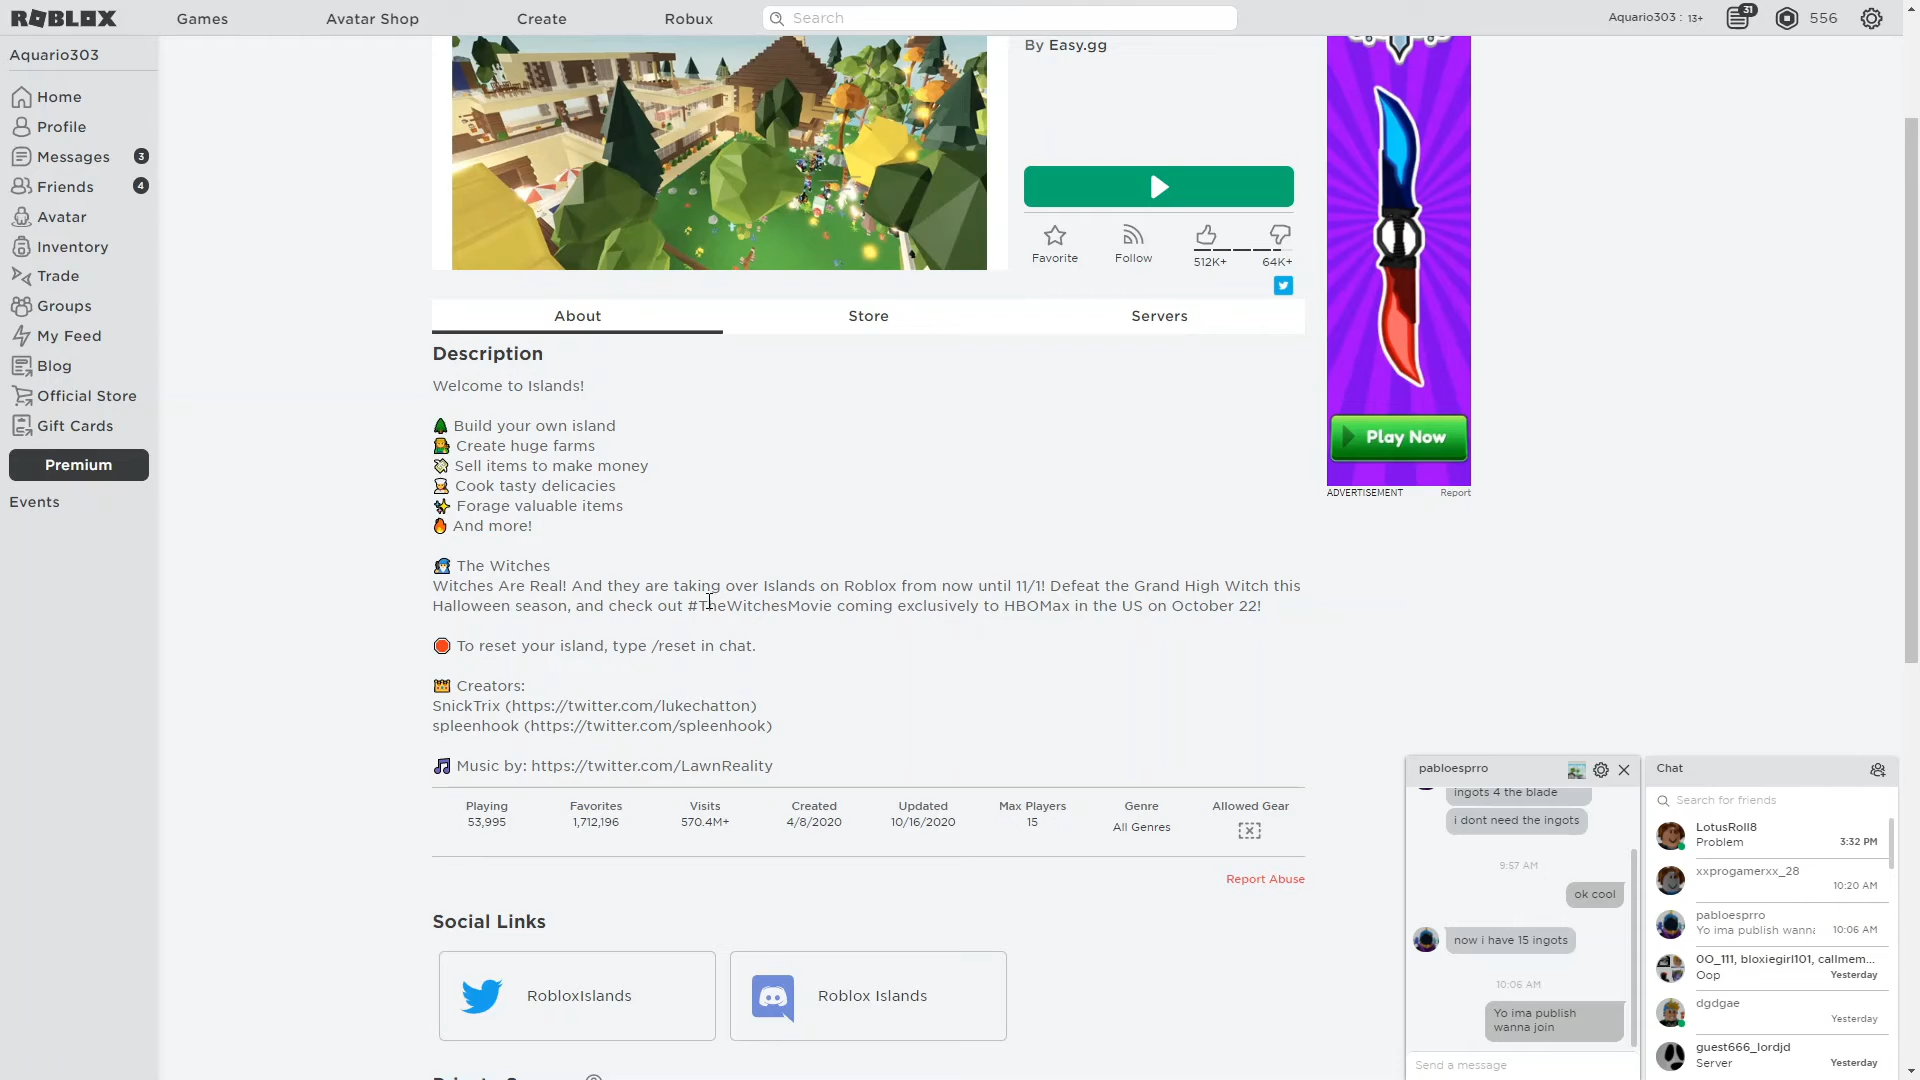 ROBLOX Games Avatar Shop Create Robux Search Aquario303 : 13+ 31 556
Aquario303
Home
Profile
Messages 3
Friends 4
Avatar
Inventory
Trade
Groups
My Feed
Blog
Official Store
Gift Cards
Premium
Events
By Easy.gg
Favorite Follow 512K+ 64K+
About Store Servers
Description
Welcome to Islands!
Build your own island
Create huge farms
Sell items to make money
Cook tasty delicacies
Forage valuable items
And more!
The Witches
Witches Are Real! And they are taking over Islands on Roblox from now until 11/1! Defeat the Grand High Witch this
Halloween season, and check out #TheWitchesMovie coming exclusively to HBOMax in the US on October 22!
To reset your island, type /reset in chat.
Creators:
SnickTrix (https://twitter.com/lukechatton)
spleenhook (https://twitter.com/spleenhook)
Music by: https://twitter.com/LawnReality
Playing Favorites Visits Created Updated Max Players Genre Allowed Gear
53,995 1,712,196 570.4M+ 4/8/2020 10/16/2020 15 All Genres
Report Abuse
Social Links
RobloxIslands
Roblox Islands
Play Now
ADVERTISEMENT Report
pabloesprro
ingots 4 the blade
i dont need the ingots
9:57 AM
ok cool
now i have 15 ingots
10:06 AM
Yo ima publish
wanna join
Send a message
Chat
Search for friends
LotusRoll8
Problem 3:32 PM
xxprogamerxx_28
10:20 AM
pabloesprro
Yo ima publish wanna 10:06 AM
OO_111, bloxiegirl101, callmem...
Oop Yesterday
dgdgae
Yesterday
guest666_lordjd
Server Yesterday